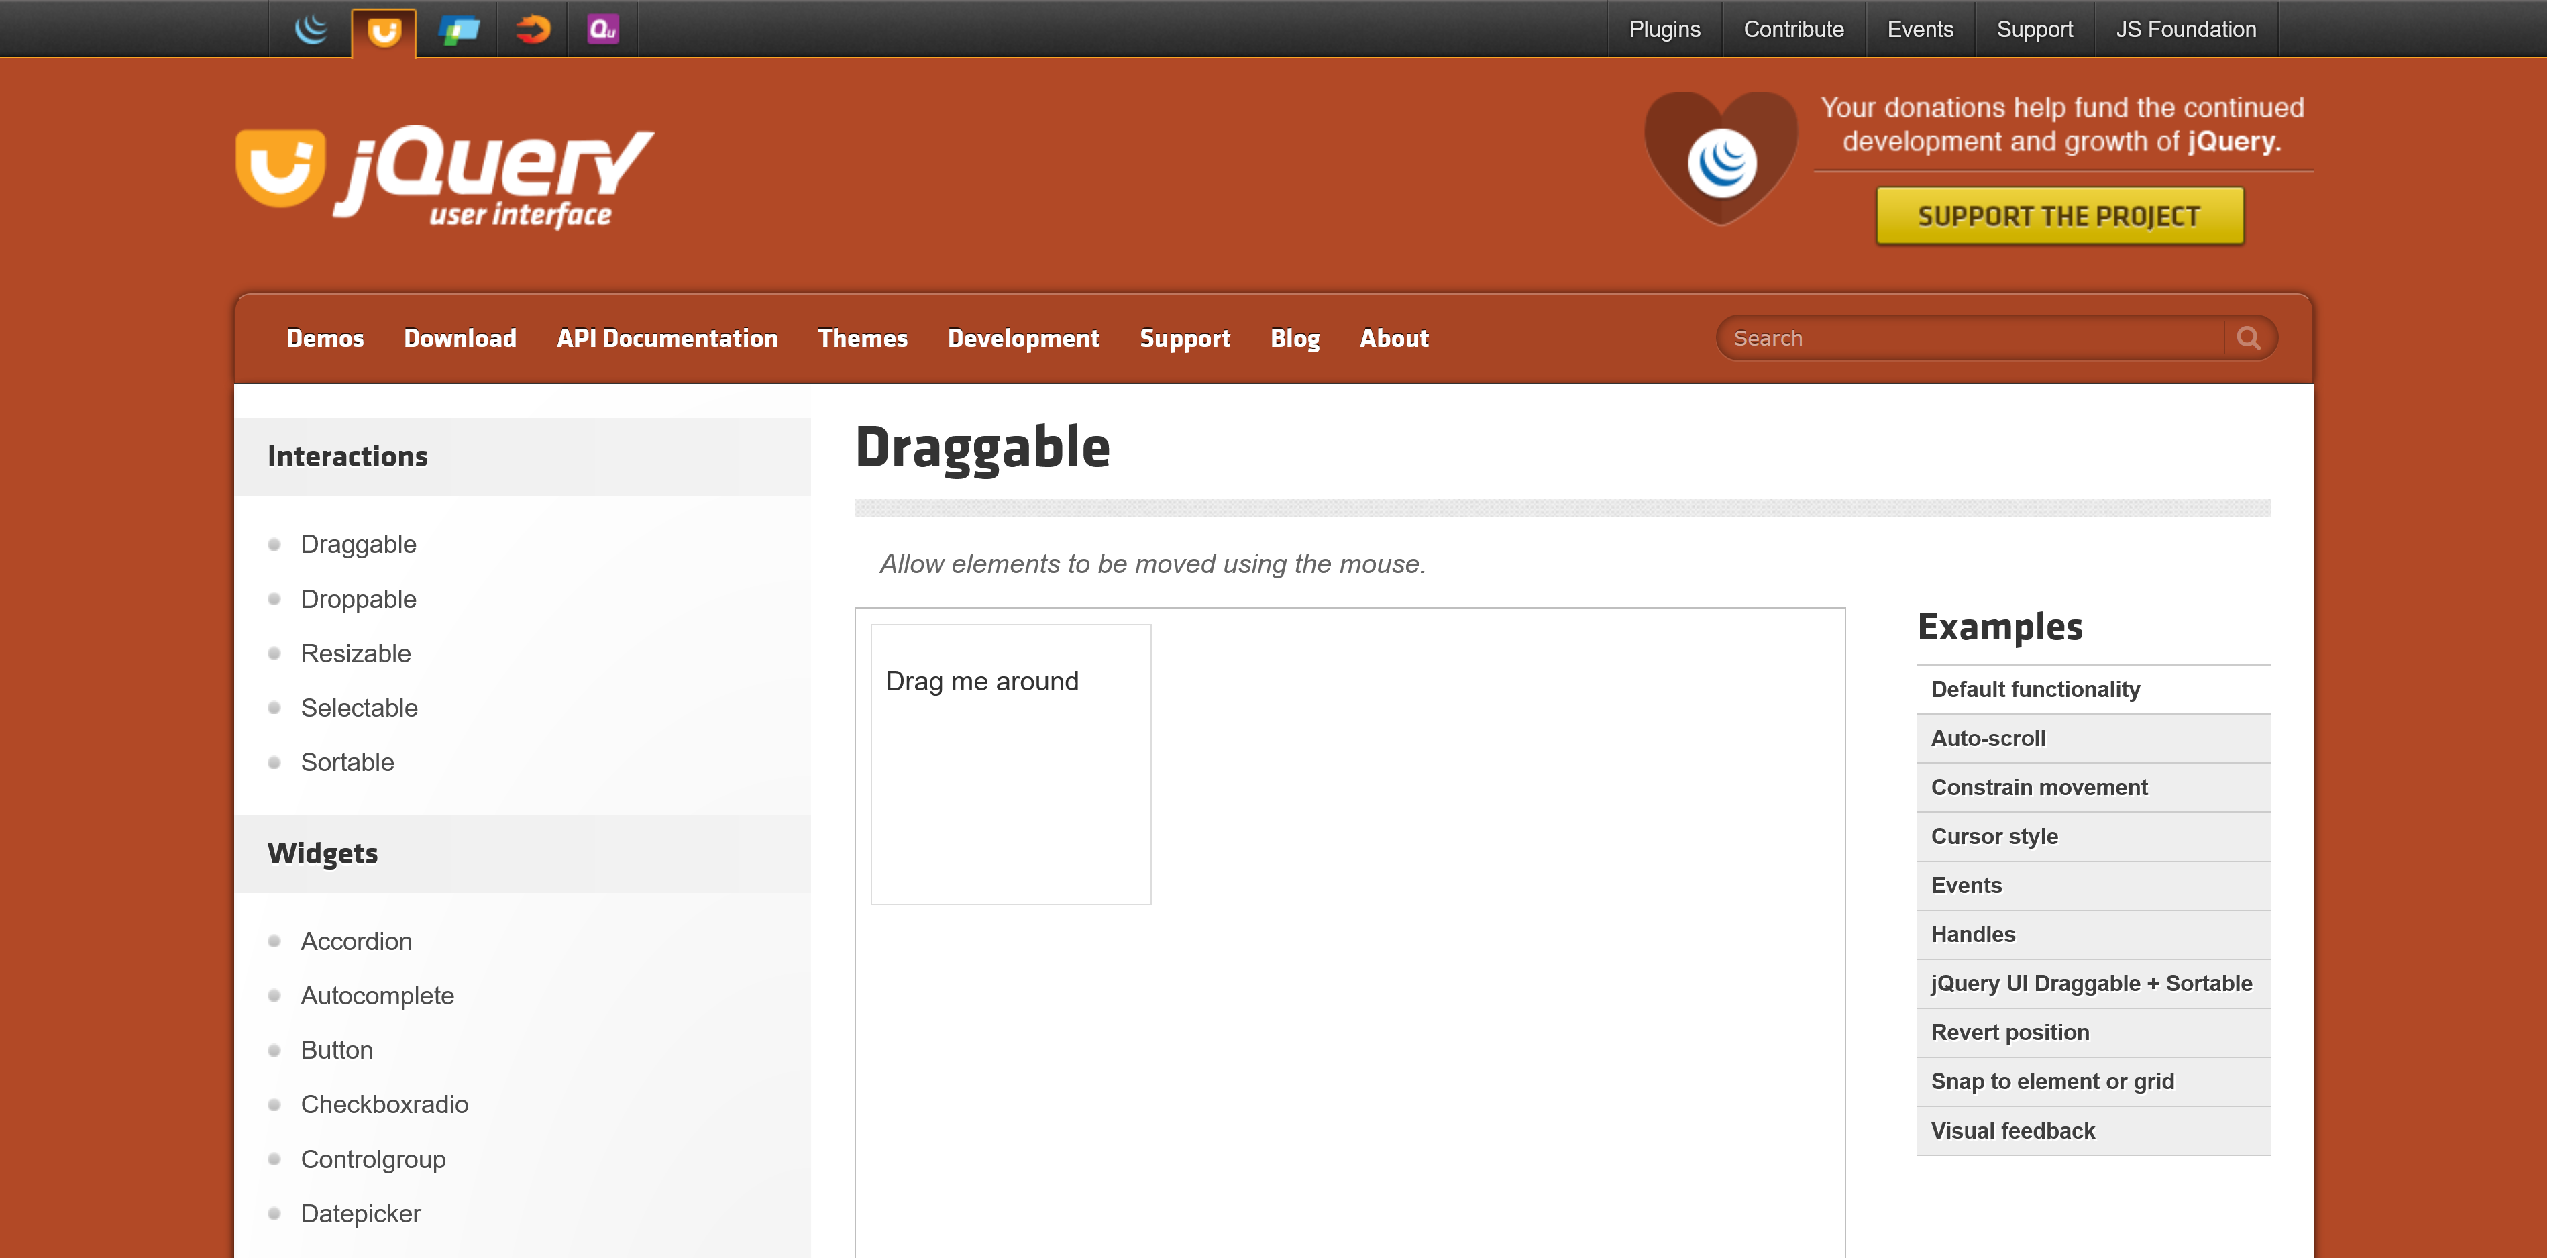 Qu
Plugins
Contribute
Events
Support
JS Foundation
jQuery
user interface
Your donations help fund the continued
development and growth of jQuery.
SUPPORT THE PROJECT
Demos
Download
API Documentation
Themes
Development
Support
Blog
About
Search
Interactions
Draggable
Droppable
Resizable
Selectable
Sortable
Widgets
Accordion
Autocomplete
Button
Checkboxradio
Controlgroup
Datepicker
Draggable
Allow elements to be moved using the mouse.
Drag me around
Examples
Default functionality
Auto-scroll
Constrain movement
Cursor style
Events
Handles
jQuery UI Draggable + Sortable
Revert position
Snap to element or grid
Visual feedback